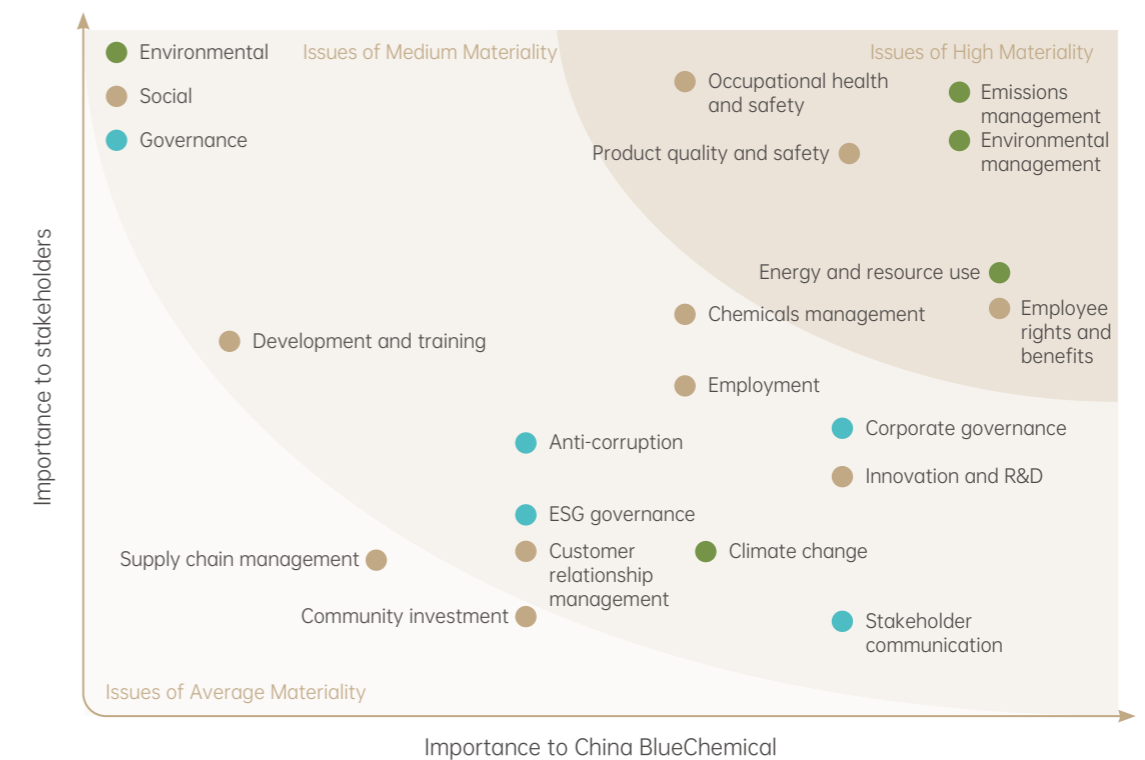 Environmental
Issues of Medium Materiality
Issues of High Materiality
Social
Governance
Occupational health
and safety
Emissions
management
Environmental
management
Product quality and safety
Energy and resource use
Employee
rights and
benefits
Chemicals management
Development and training
Employment
Corporate governance
Anti-corruption
Innovation and R&D
ESG governance
Customer
relationship
management
Climate change
Supply chain management
Community investment
Stakeholder
communication
Issues of Average Materiality
Importance to stakeholders
Importance to China BlueChemical